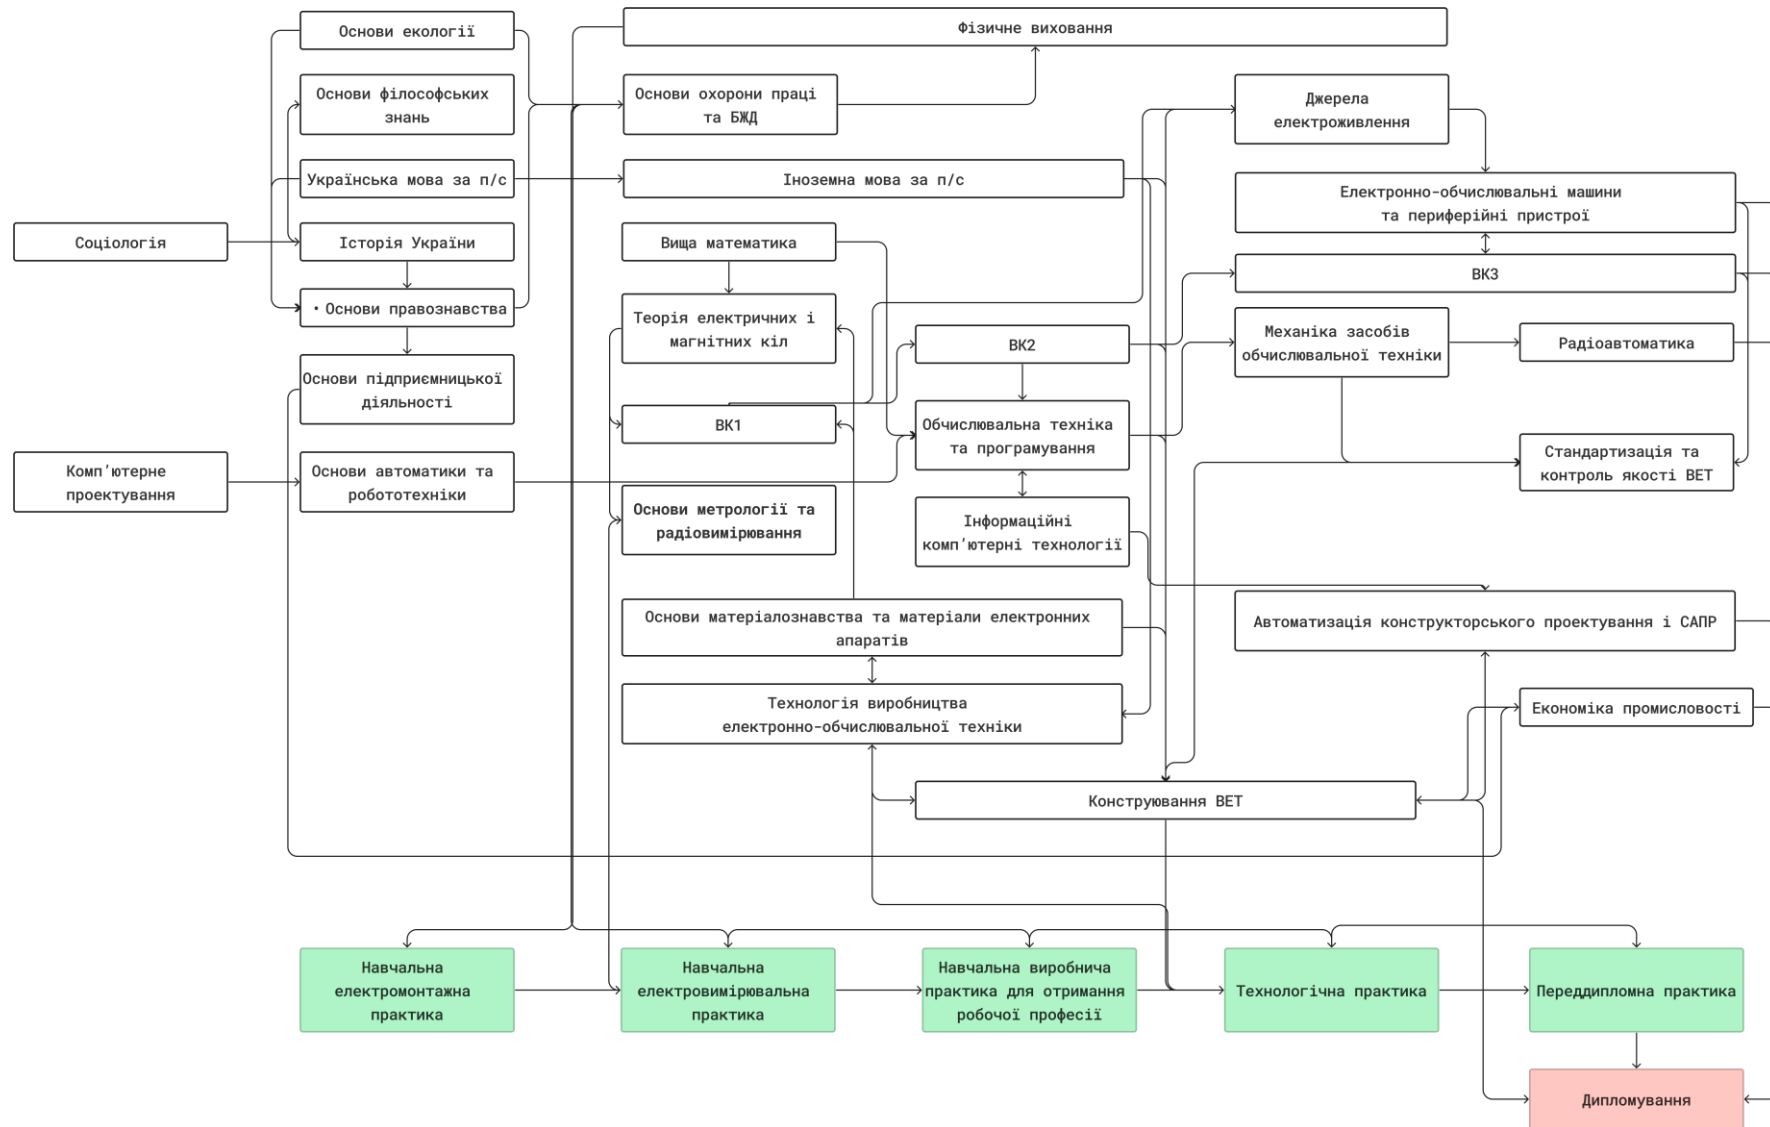 Основи екології
Фізичне виховання
Основи філософських
знань
Основи охорони праці
та БЖД
Джерела
електроживлення
Українська мова за п/с
Іноземна мова за п/с
Електронно-обчислювальні машини
та периферійні пристрої
Соціологія
Історія України
Вища математика
ВК3
• Основи правознавства
Теорія електричних і
магнітних кіл
ВК2
Механіка засобів
обчислювальної техніки
Радіоавтоматика
Основи підприємницької
діяльності
ВК1
Обчислювальна техніка
та програмування
Стандартизація та
контроль якості ВЕТ
Комп’ютерне
проектування
Основи автоматики та
робототехніки
Основи метрології та
радіовимірювання
Інформаційні
комп’ютерні технології
Основи матеріалознавства та матеріали електронних
апаратів
Автоматизація конструкторського проектування і САПР
Технологія виробництва
електронно-обчислювальної техніки
Економіка промисловості
Конструювання ВЕТ
Навчальна
електромонтажна
практика
Навчальна
електровимірювальна
практика
Навчальна виробнича
практика для отримання
робочої професії
Технологічна практика
Переддипломна практика
Дипломування